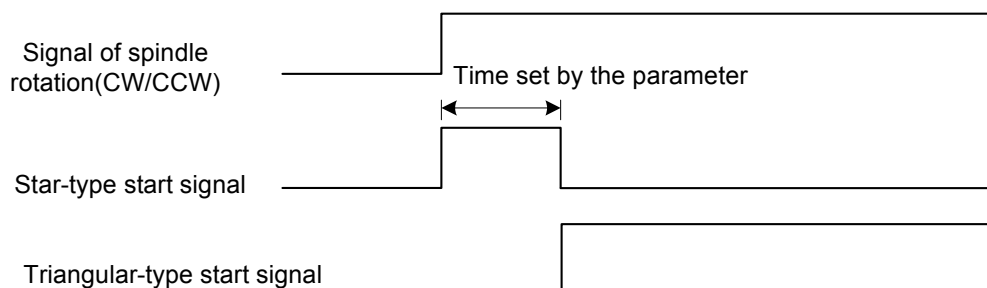 Signal of spindle
rotation(CW/CCW)
Time set by the parameter
Star-type start signal
Triangular-type start signal